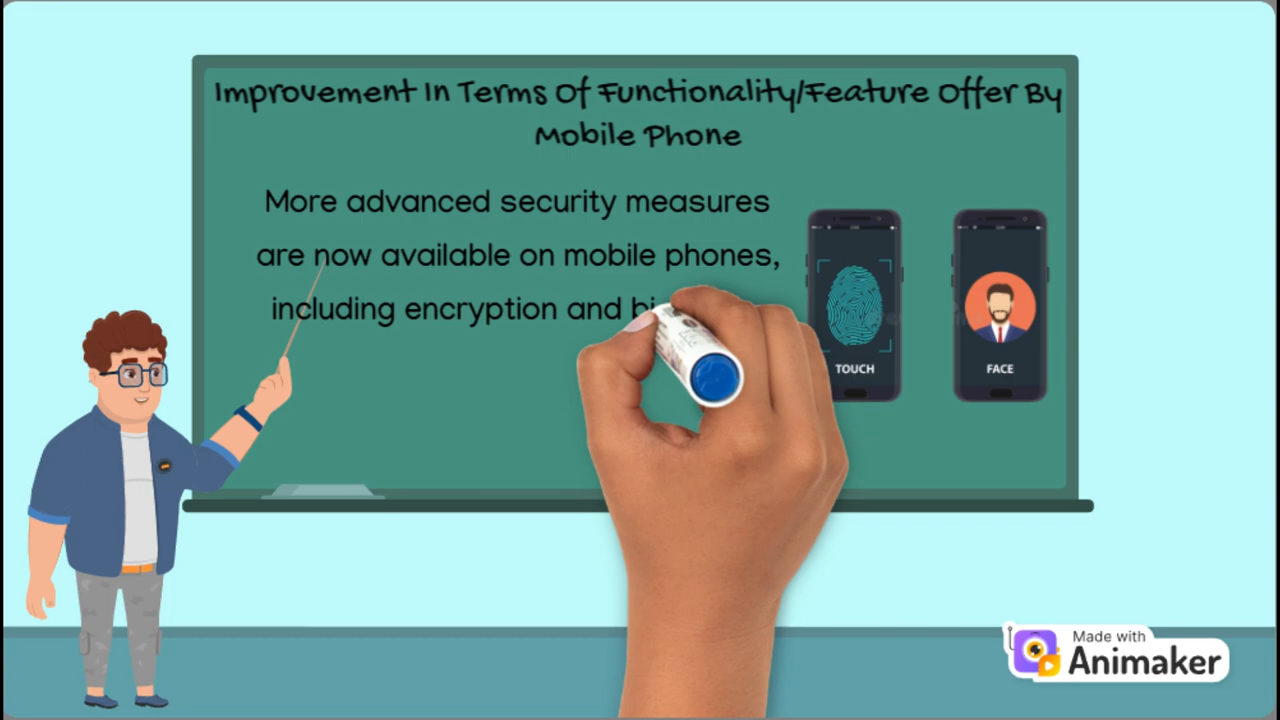 Improvement In Terms Of Functionality/Feature Offer By
Mobile Phone
More advanced security measures
are now available on mobile phones,
including encryption and bi
TOUCH
FACE
Made with
Animaker